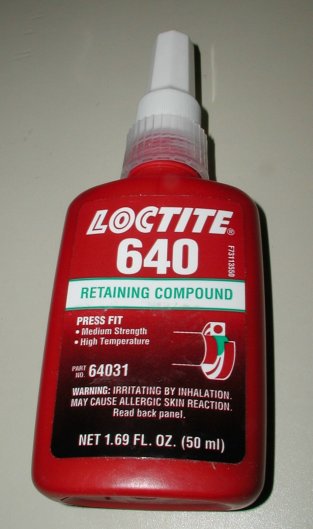 LOCTITE®
640
F73113550
RETAINING COMPOUND
PRESS FIT
• Medium Strength
• High Temperature
PART NO. 64031
WARNING: IRRITATING BY INHALATION.
MAY CAUSE ALLERGIC SKIN REACTION.
Read back panel.
NET 1.69 FL. OZ. (50 ml)